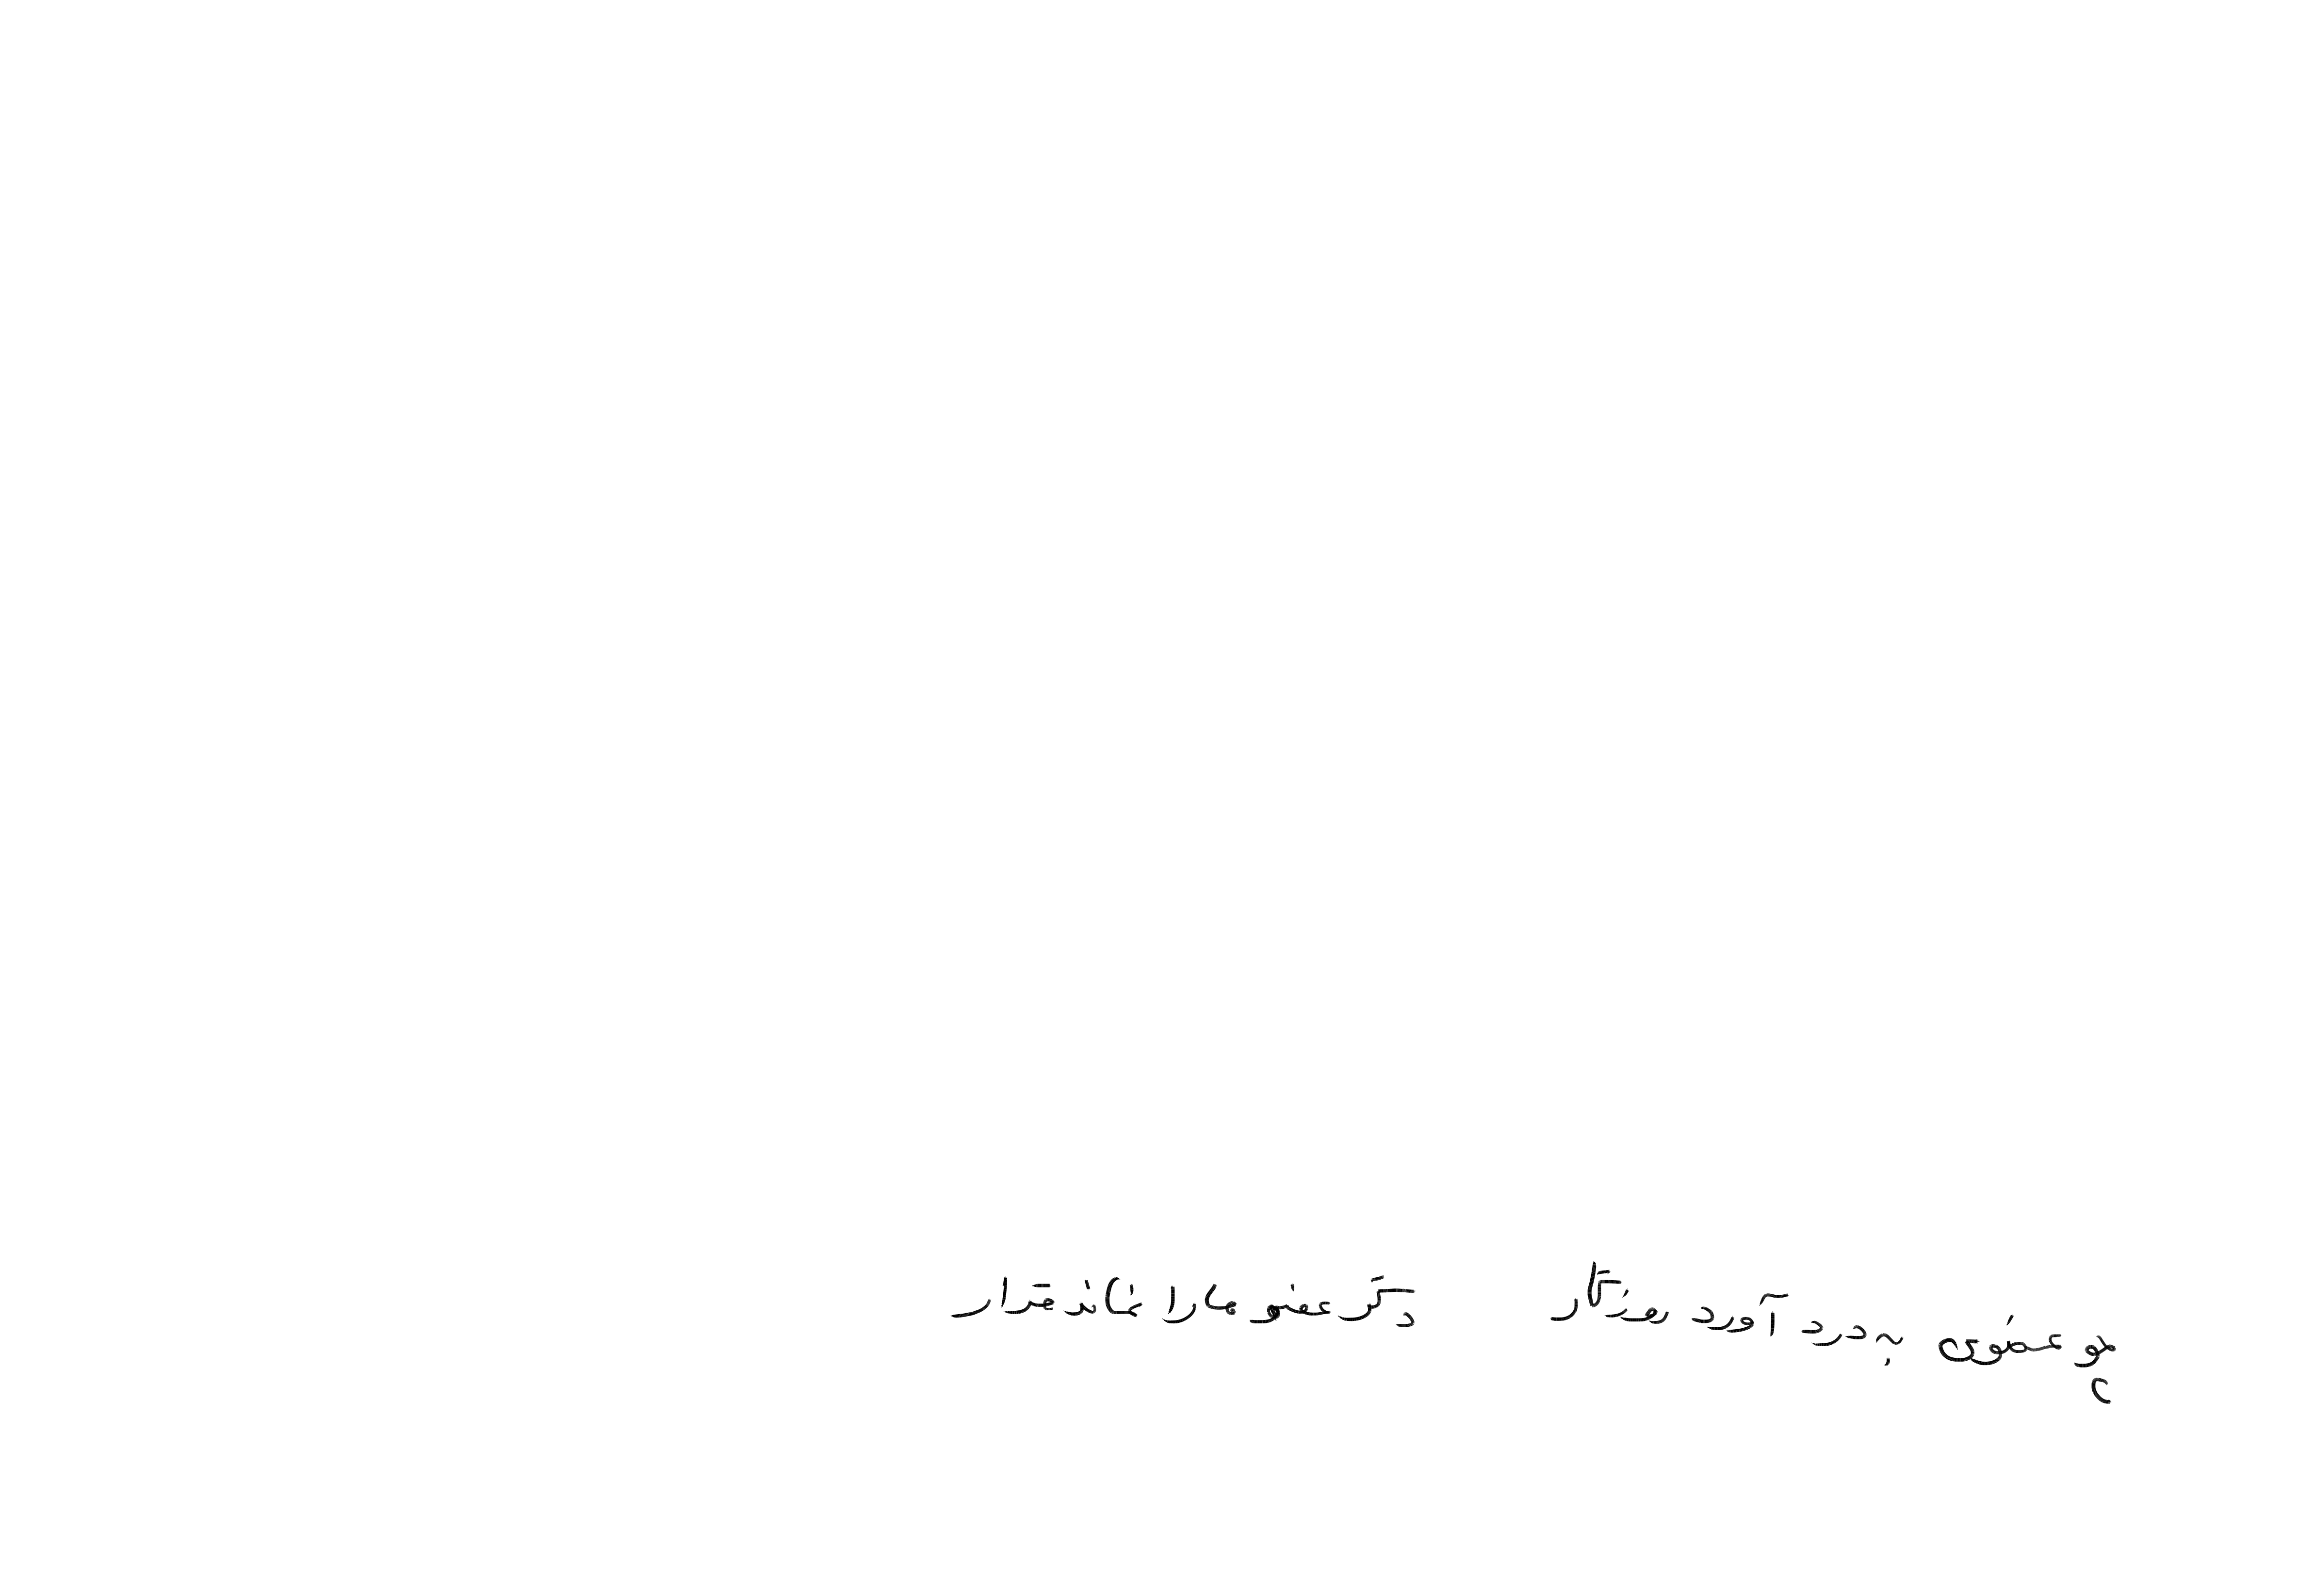 چو عضوی به درد آورد روزگار دگر عضوها را نماند قرار